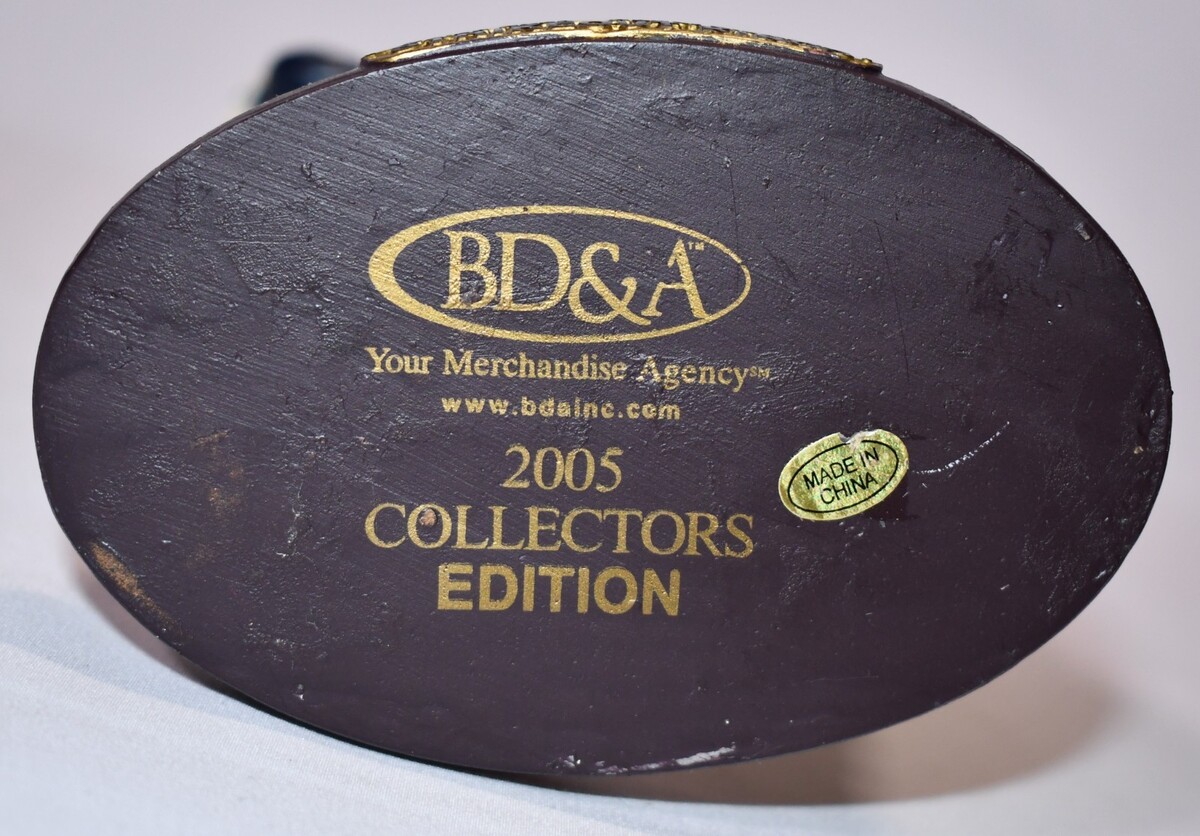 BD&A™
Your Merchandise Agency℠
www.bdainc.com
2005
COLLECTORS
EDITION
MADE IN
CHINA